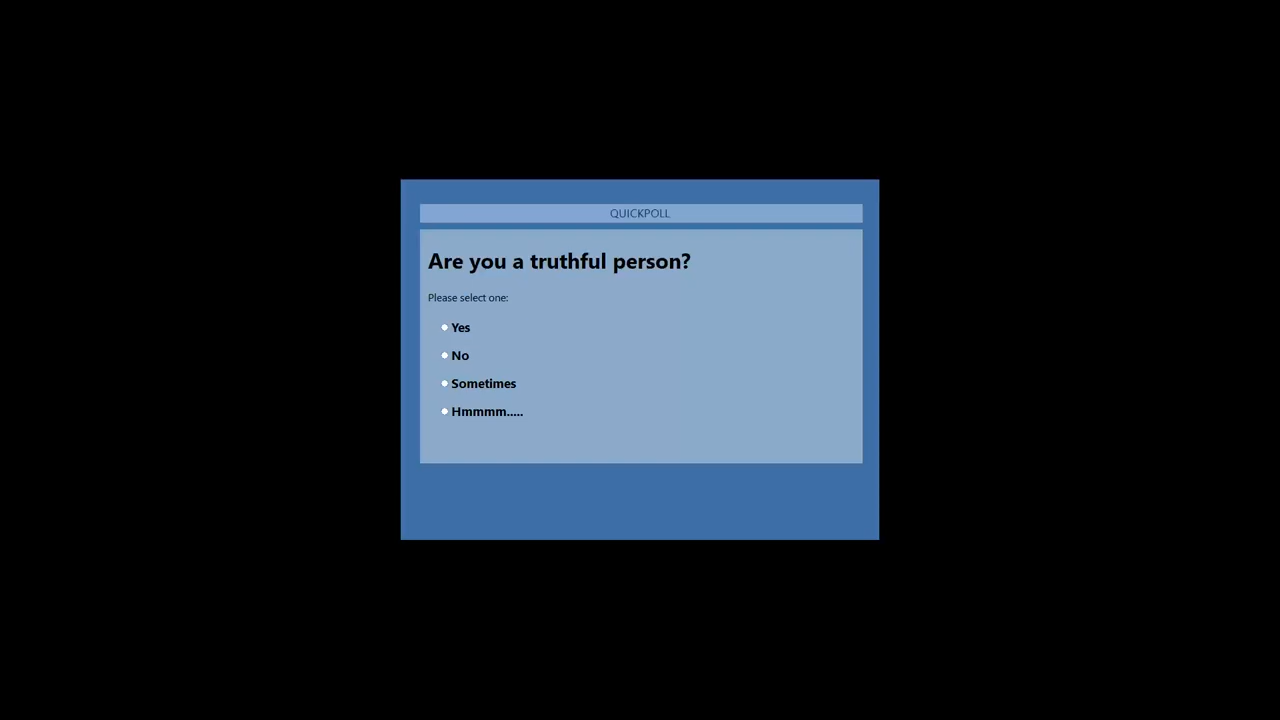 QUICKPOLL
Are you a truthful person?
Please select one:
Yes
No
Sometimes
Hmmmm.....